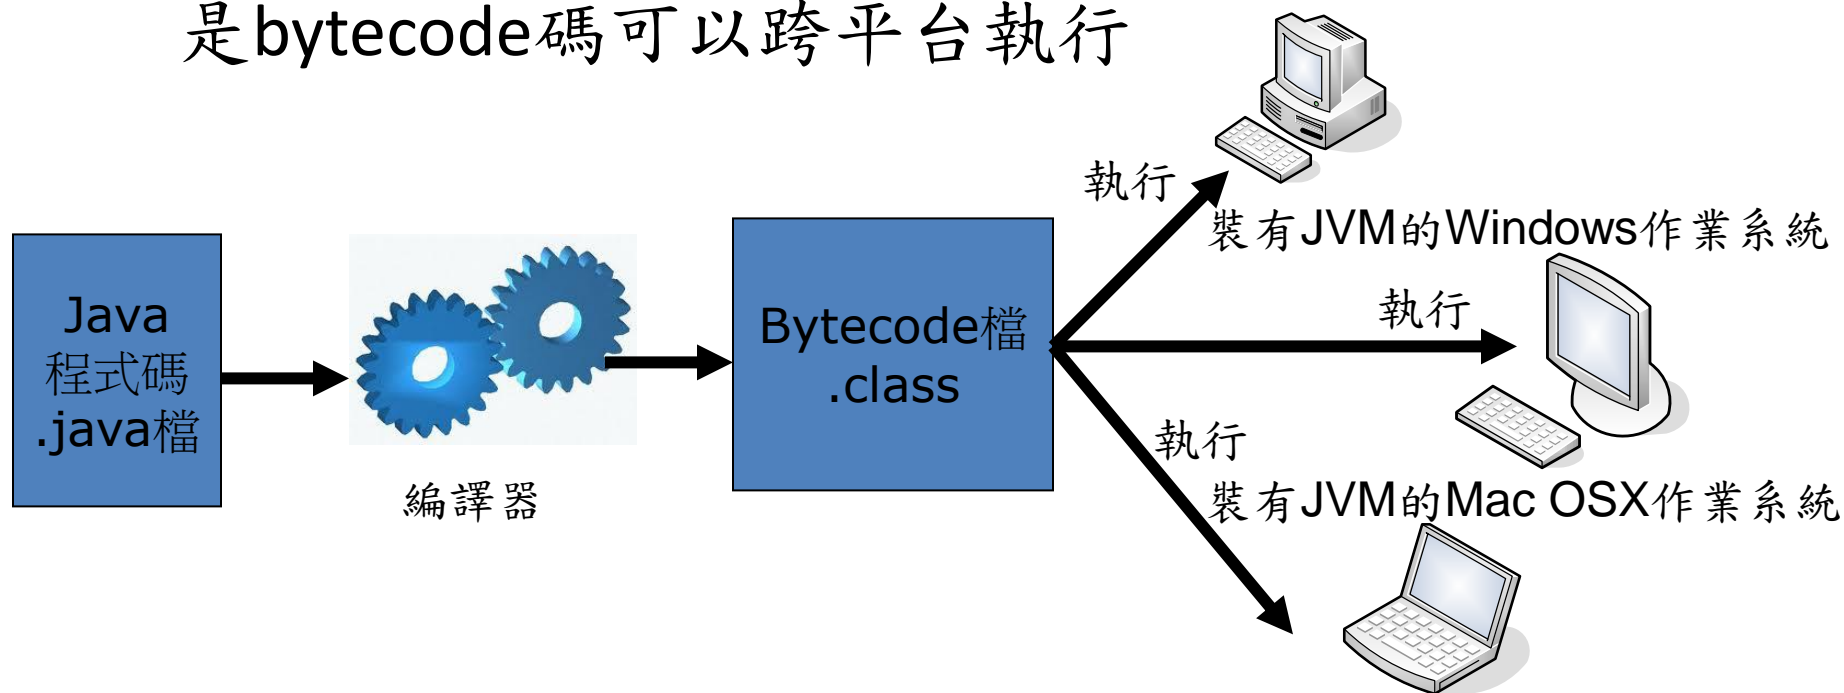 是bytecode碼可以跨平台執行
執行
裝有JVM的Windows作業系統
Java
程式碼
.java檔
編譯器
Bytecode檔
.class
執行
執行
裝有JVM的Mac OSX作業系統